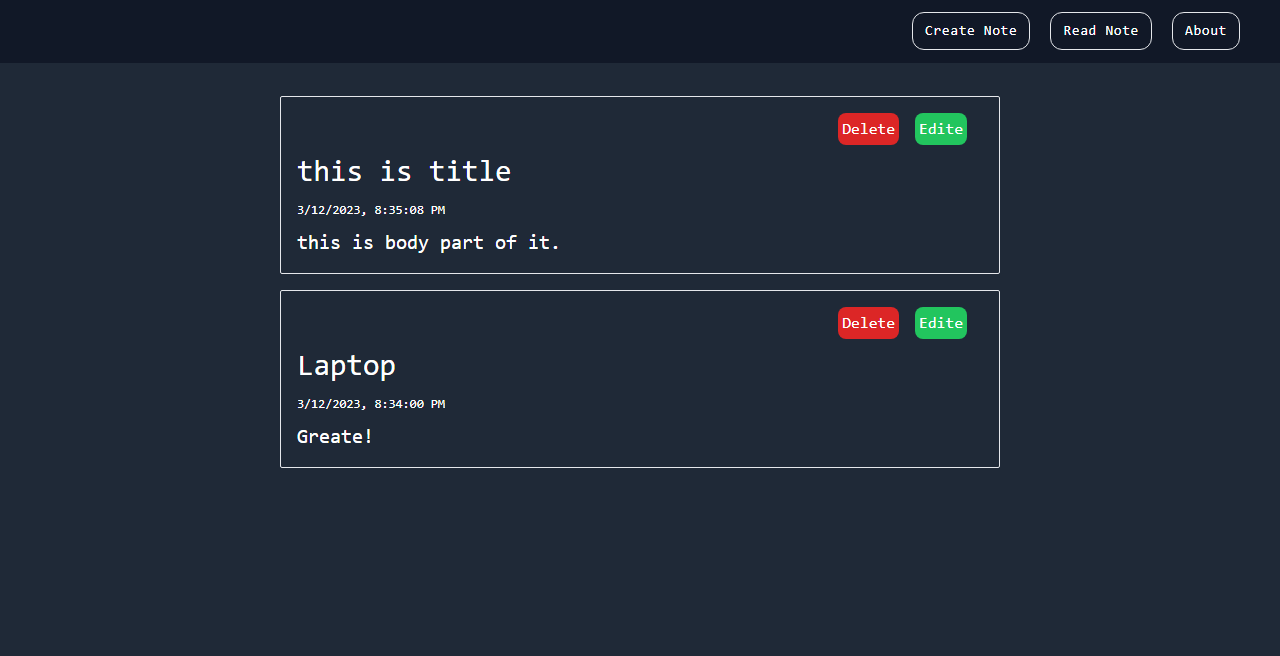 Create Note Read Note About
Delete Edite
this is title
3/12/2023, 8:35:08 PM
this is body part of it.
Delete Edite
Laptop
3/12/2023, 8:34:00 PM
Greate!